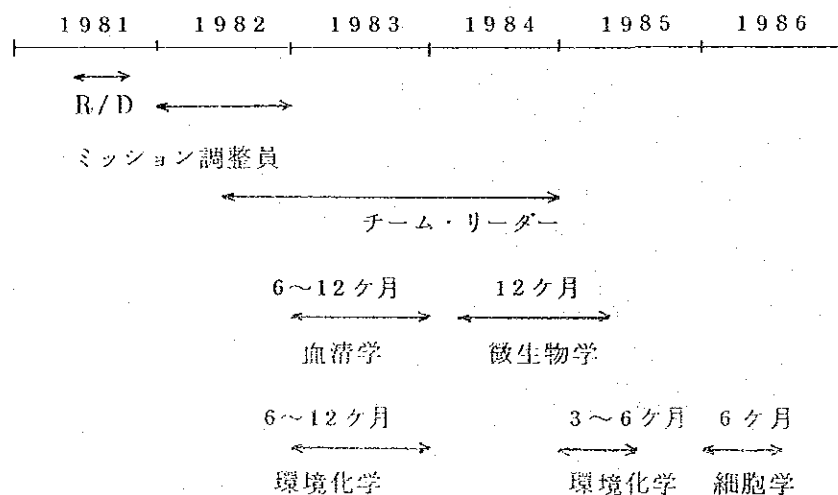 1981 1982 1983 1984 1985 1986
R/D
ミッション調整員
チーム・リーダー
6～12ケ月 12ケ月
血清学 微生物学
6～12ケ月 3～6ケ月 6ケ月
環境化学 環境化学 細胞学